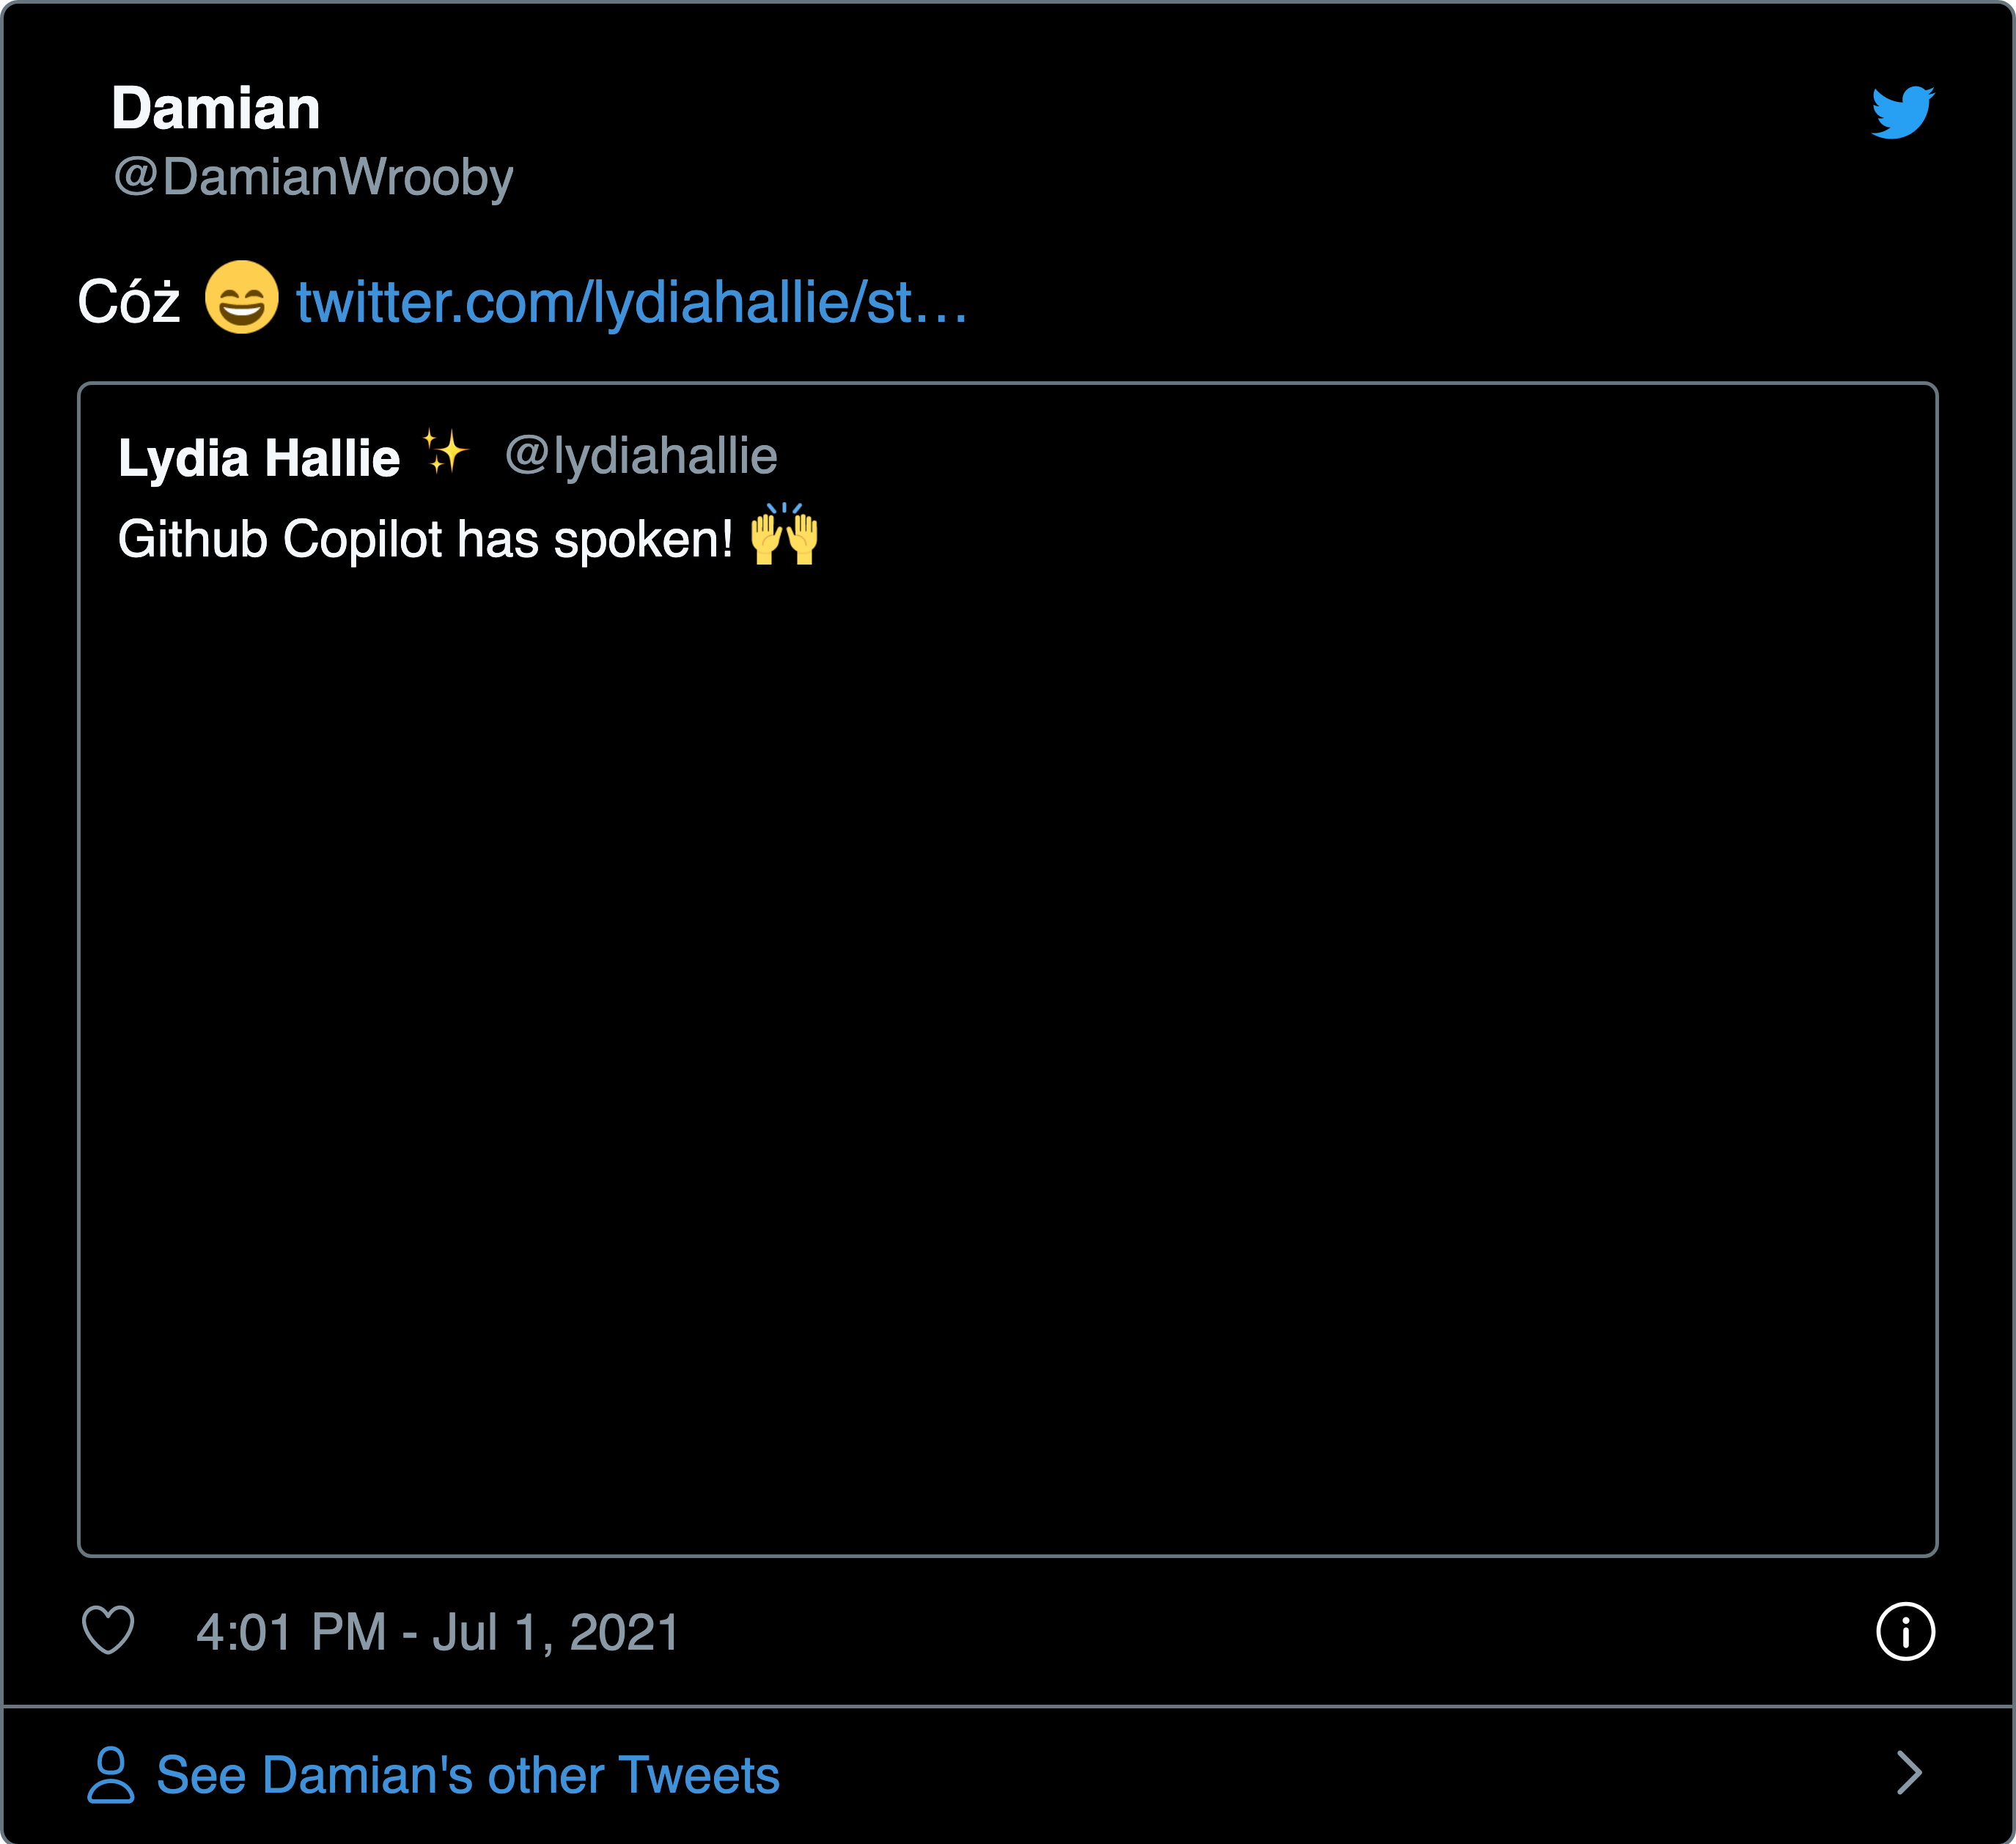 Damian
@DamianWrooby
Cóż 😄 twitter.com/lydiahallie/st…
Lydia Hallie ✨ @lydiahallie
Github Copilot has spoken! 🙌
4:01 PM - Jul 1, 2021
See Damian's other Tweets